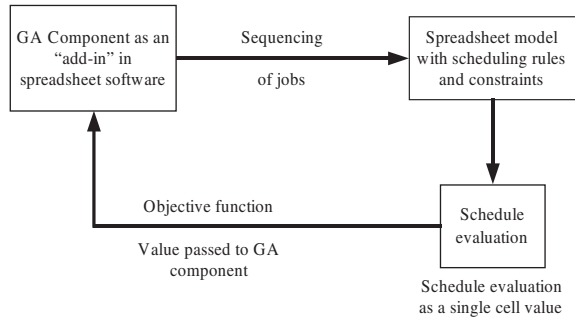 GA Component as an
“add-in” in
spreadsheet software
Sequencing
of jobs
Spreadsheet model
with scheduling rules
and constraints
Objective function
Value passed to GA
component
Schedule
evaluation
Schedule evaluation
as a single cell value